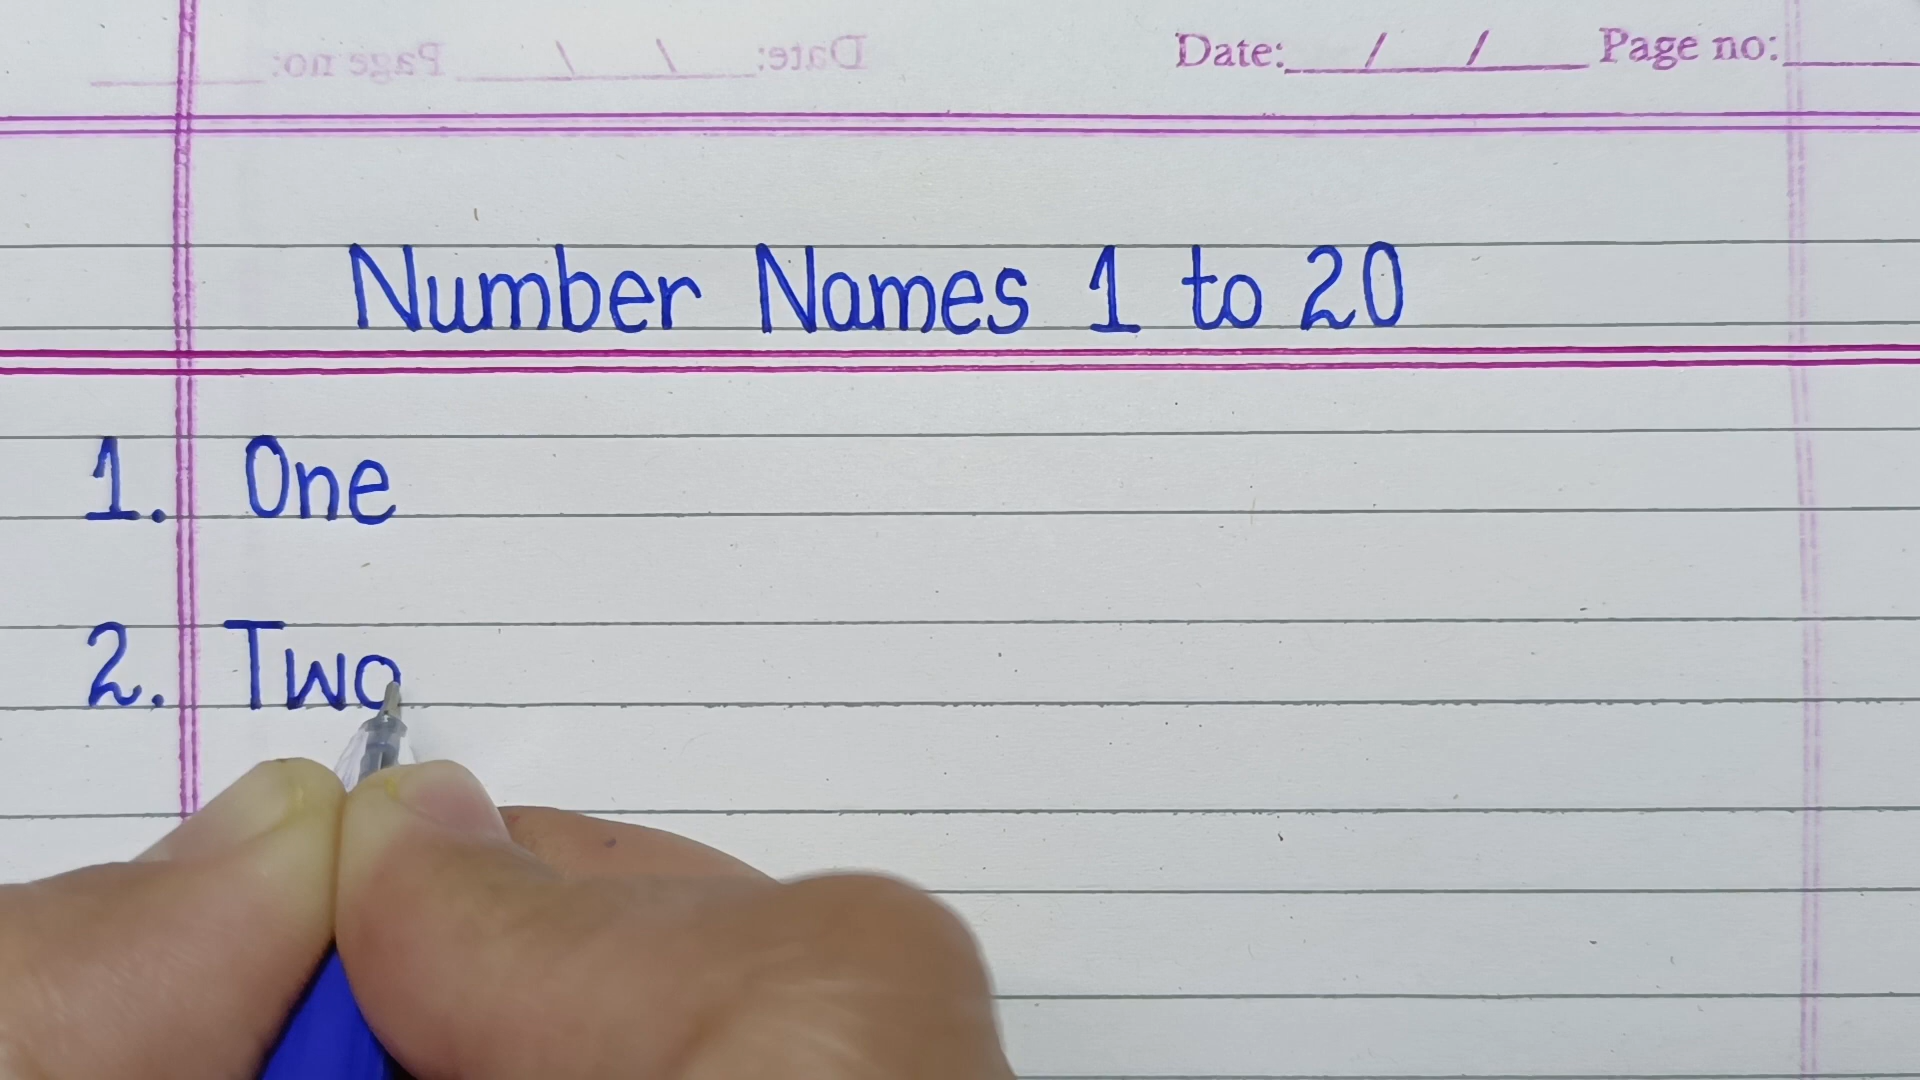 Date: / / Page no:
Number Names 1 to 20
1. One
2. Two